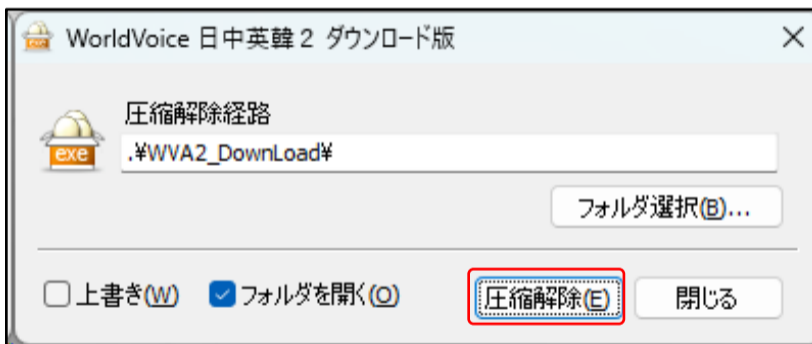 WorldVoice 日中英韓２ ダウンロード版
圧縮解除経路
exe
.¥WVA2_DownLoad¥
フォルダ選択(B)...
上書き(W) フォルダを開く(O) 圧縮解除(E) 閉じる